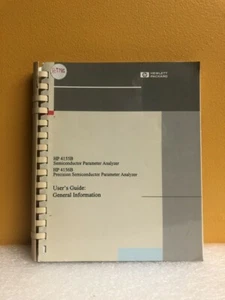 HEWLETT
PACKARD
HP 4155B
Semiconductor Parameter Analyzer
HP 4156B
Precision Semiconductor Parameter Analyzer
User's Guide:
General Information